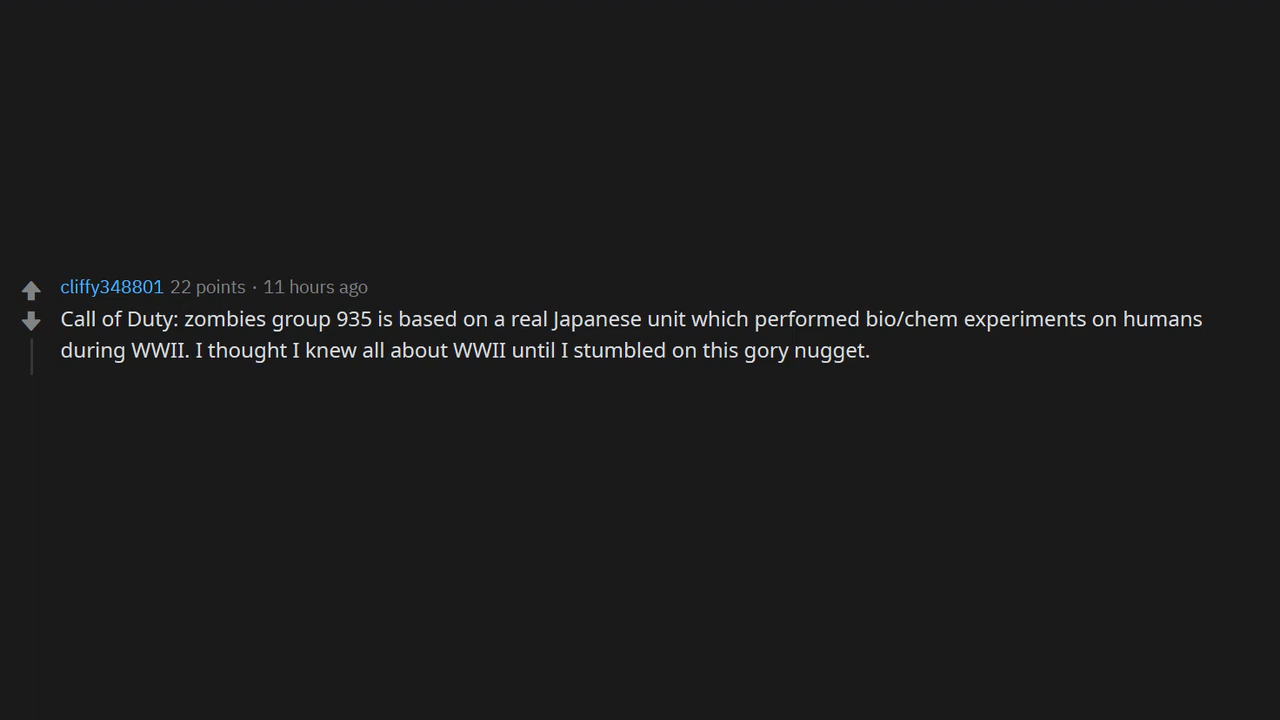 cliffy348801 22 points · 11 hours ago
Call of Duty: zombies group 935 is based on a real Japanese unit which performed bio/chem experiments on humans
during WWII. I thought I knew all about WWII until I stumbled on this gory nugget.